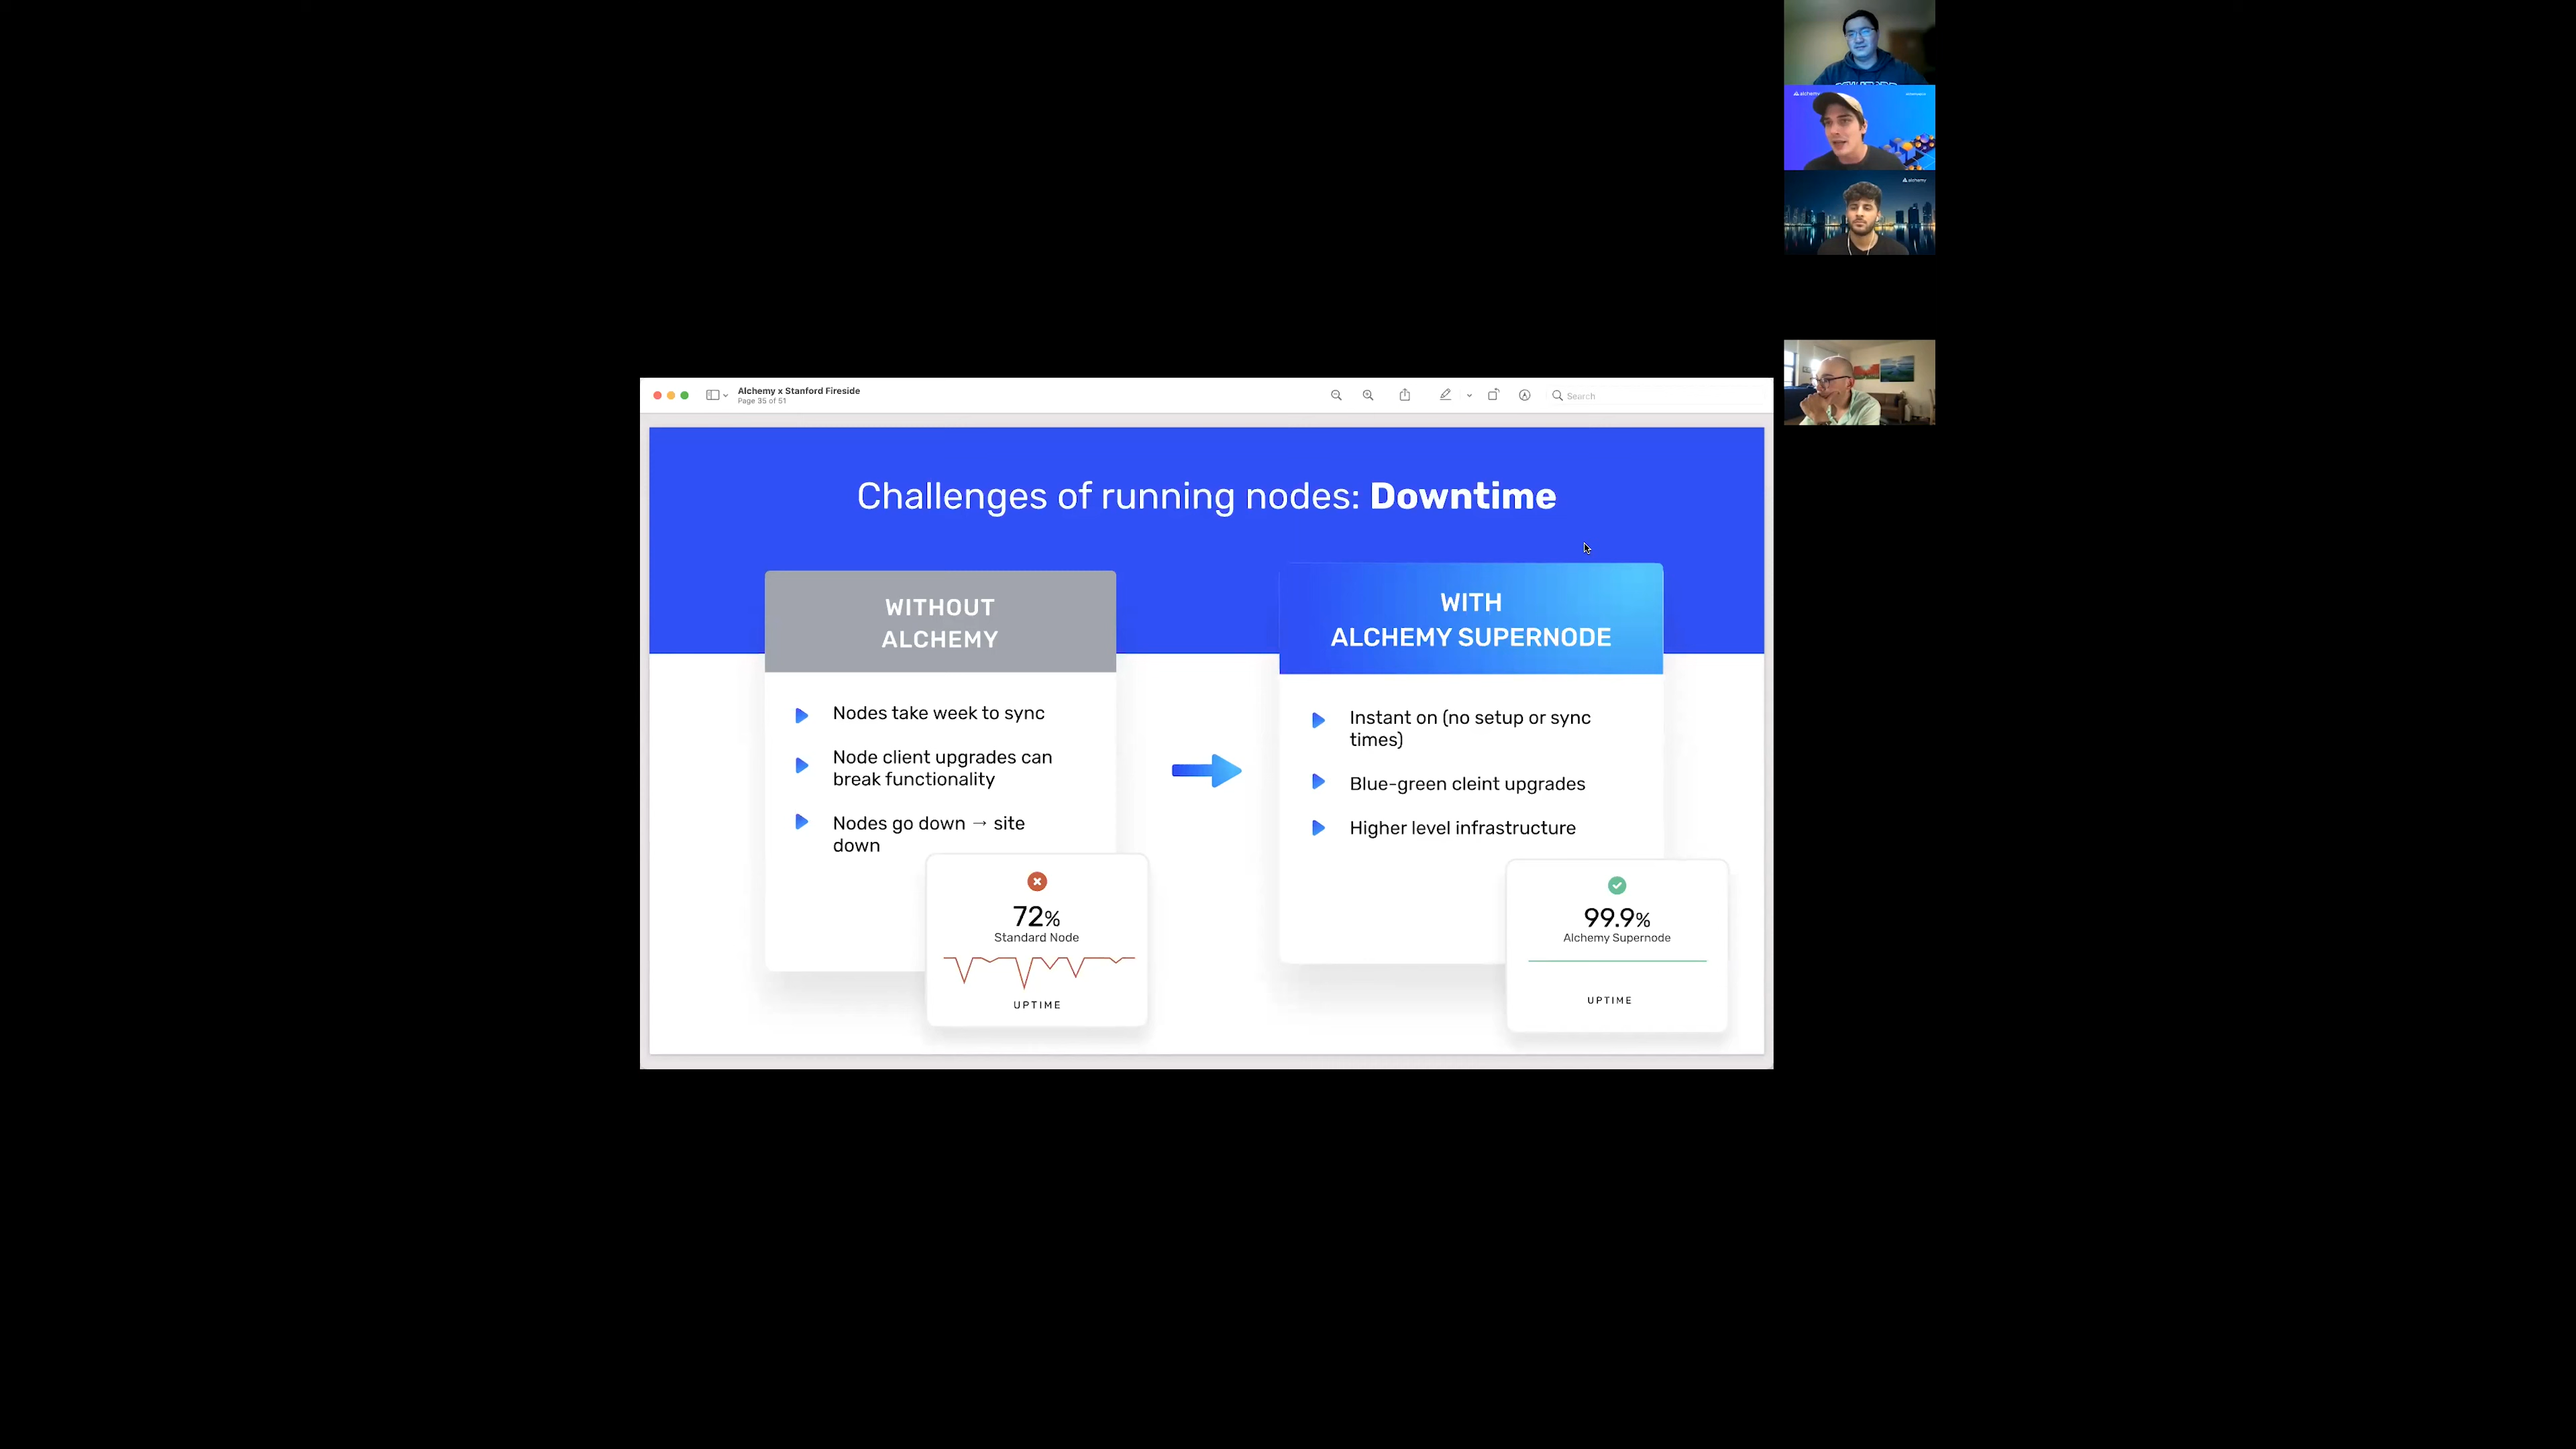 alchemy
alchemy
Alchemy x Stanford Fireside
Page 35 of 51
Search
Challenges of running nodes: Downtime
WITHOUT
ALCHEMY
Nodes take week to sync
Node client upgrades can
break functionality
Nodes go down → site
down
72%
Standard Node
UPTIME
WITH
ALCHEMY SUPERNODE
Instant on (no setup or sync
times)
Blue-green cleint upgrades
Higher level infrastructure
99.9%
Alchemy Supernode
UPTIME